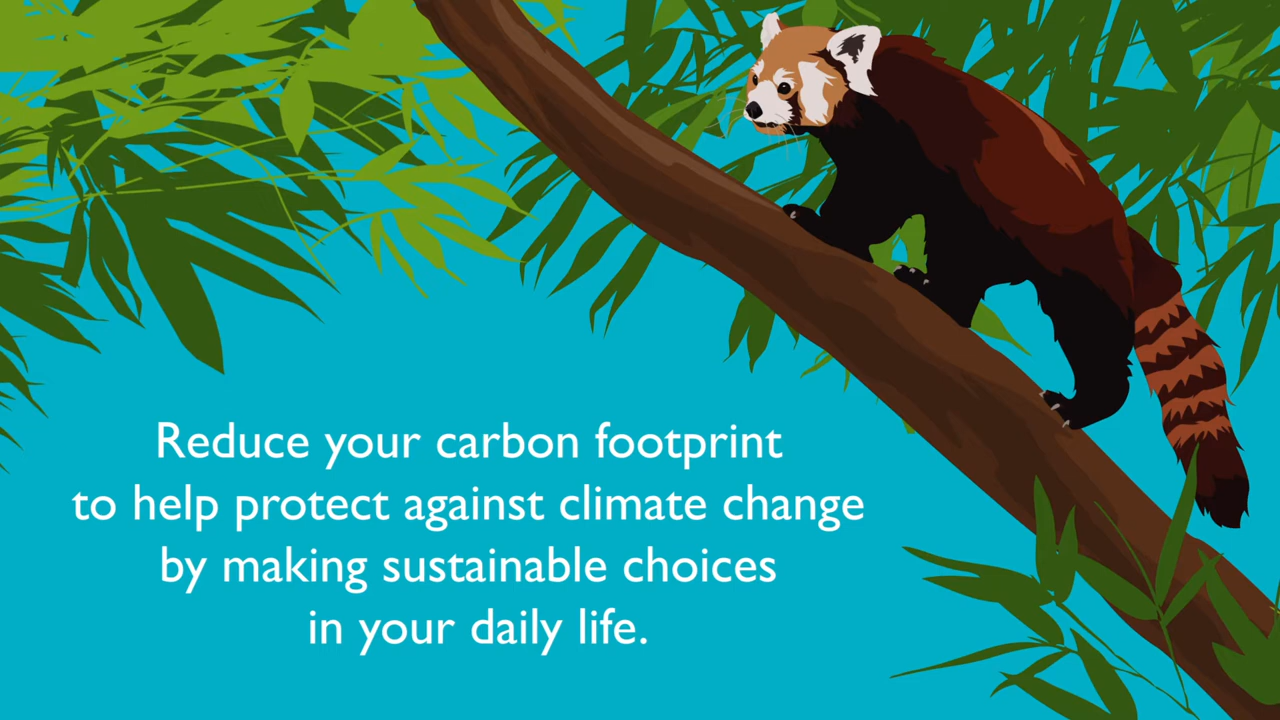 Reduce your carbon footprint
to help protect against climate change
by making sustainable choices
in your daily life.